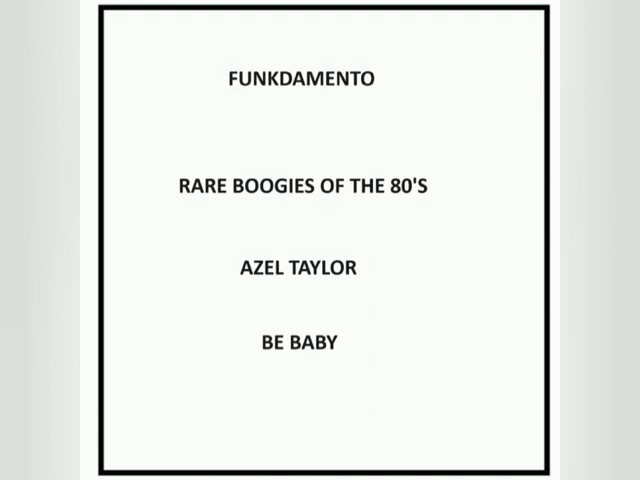 FUNKDAMENTO
RARE BOOGIES OF THE 80'S
AZEL TAYLOR
BE BABY